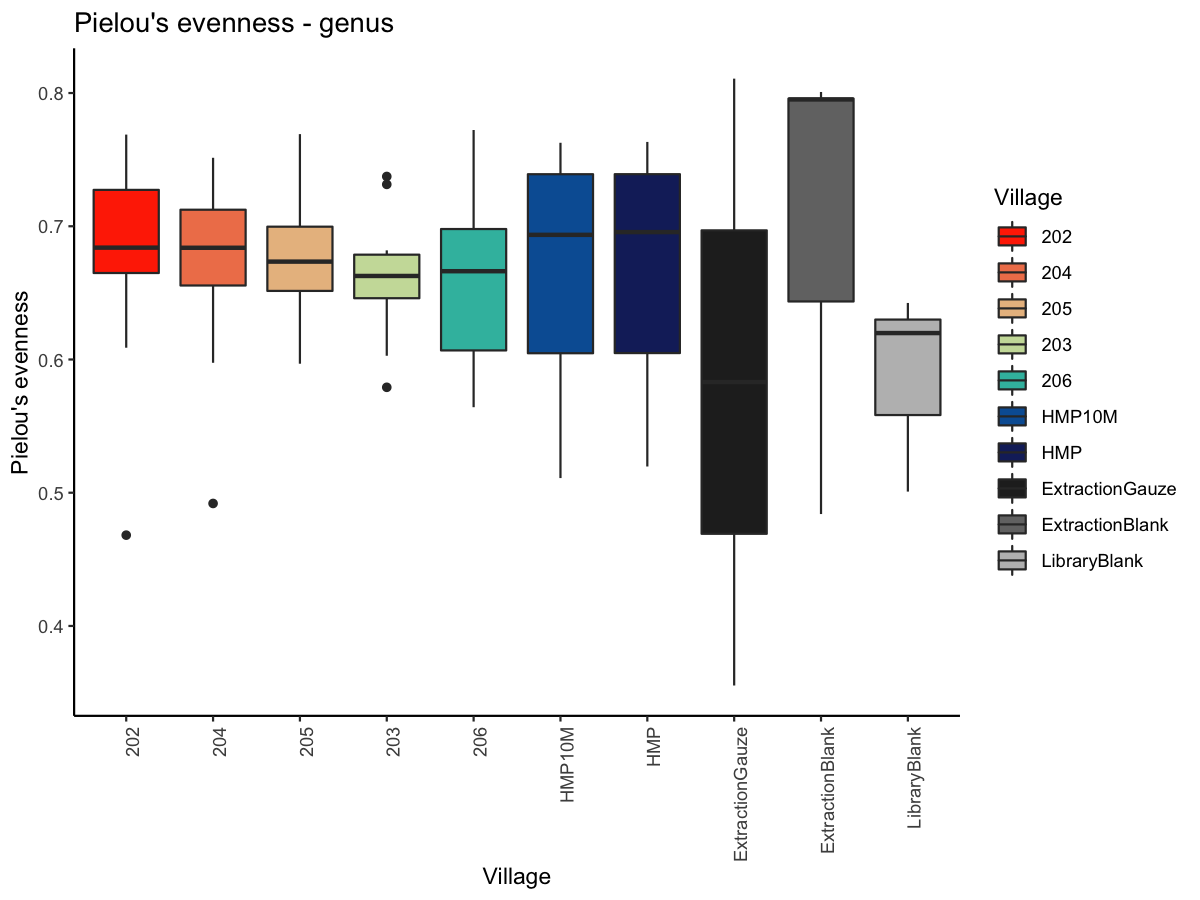 Pielou's evenness - genus
Pielou's evenness
0.8
0.7
0.6
0.5
0.4
202
204
205
203
206
HMP10M
HMP
ExtractionGauze
ExtractionBlank
LibraryBlank
Village
Village
202
204
205
203
206
HMP10M
HMP
ExtractionGauze
ExtractionBlank
LibraryBlank